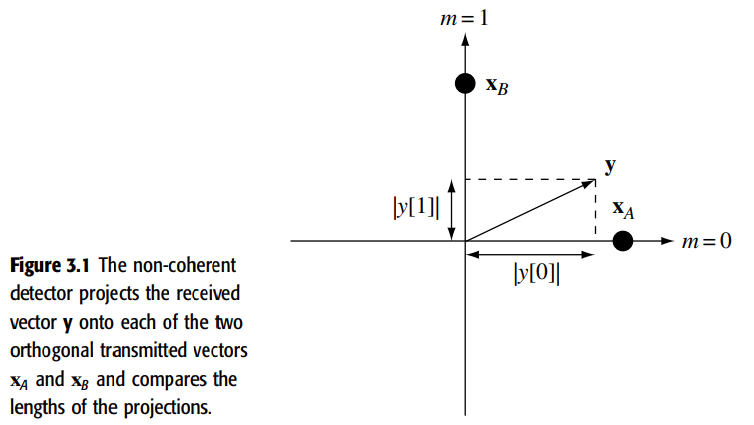 m = 1
x_B
y
|y[1]|
x_A
m = 0
|y[0]|
Figure 3.1 The non-coherent
detector projects the received
vector y onto each of the two
orthogonal transmitted vectors
x_A and x_B and compares the
lengths of the projections.